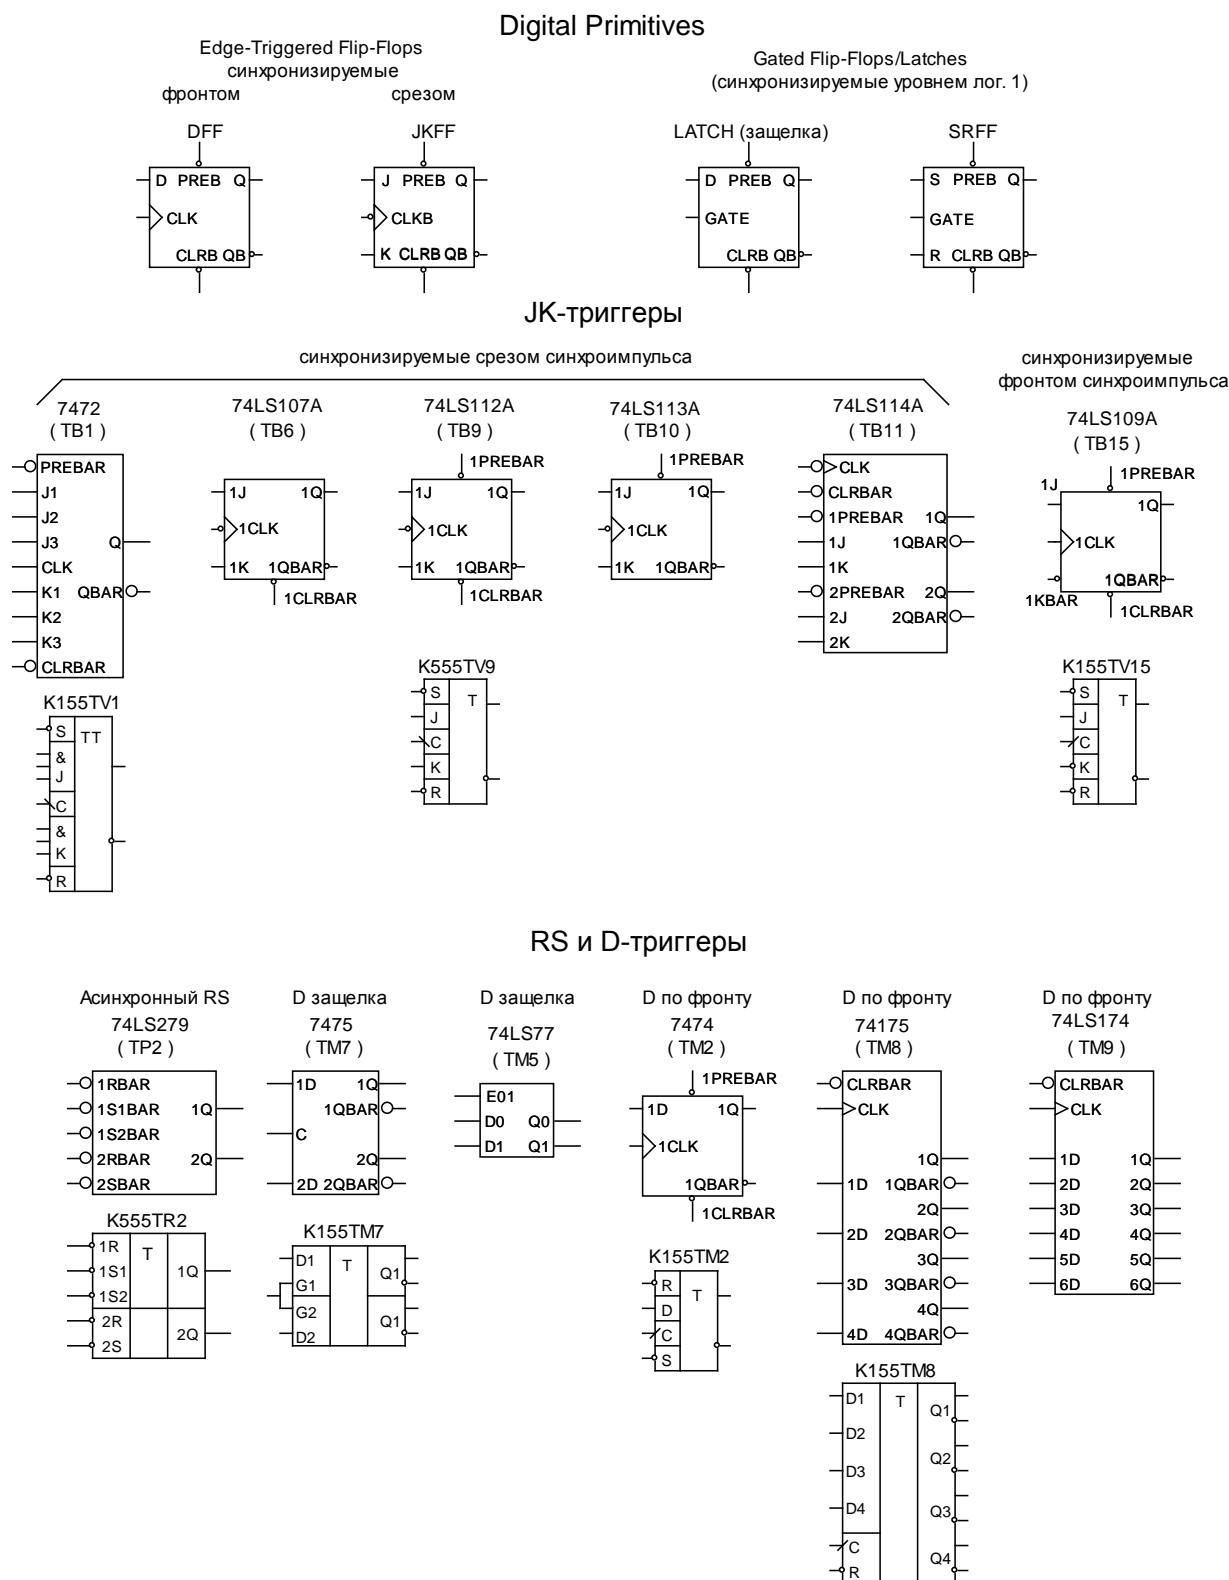 Digital Primitives
Edge-Triggered Flip-Flops
синхронизируемые
фронтом
срезом
Gated Flip-Flops/Latches
(синхронизируемые уровнем лог. 1)
DFF
D PREB Q
CLK
CLRB QB
JKFF
J PREB Q
CLKB
K CLRB QB
LATCH (защелка)
D PREB Q
GATE
CLRB QB
SRFF
S PREB Q
GATE
R CLRB QB
JK-триггеры
синхронизируемые срезом синхроимпульса
синхронизируемые
фронтом синхроимпульса
7472
( ТВ1 )
PREBAR
J1
J2
J3 Q
CLK
K1 QBAR
K2
K3
CLRBAR
74LS107A
( ТВ6 )
1J 1Q
1CLK
1K 1QBAR
1CLRBAR
74LS112A
( ТВ9 )
1PREBAR
1J 1Q
1CLK
1K 1QBAR
1CLRBAR
74LS113A
( ТВ10 )
1PREBAR
1J 1Q
1CLK
1K 1QBAR
74LS114A
( ТВ11 )
CLK
CLRBAR
1PREBAR 1Q
1J 1QBAR
1K
2PREBAR 2Q
2J 2QBAR
2K
74LS109A
( ТВ15 )
1PREBAR
1J 1Q
1CLK
1QBAR
1KBAR
1CLRBAR
K155TV1
S TT
&
J
C
&
K
R
K555TV9
S T
J
C
K
R
K155TV15
S T
J
C
K
R
RS и D-триггеры
Асинхронный RS
74LS279
( ТР2 )
1RBAR
1S1BAR 1Q
1S2BAR
2RBAR 2Q
2SBAR
D защелка
7475
( ТМ7 )
1D 1Q
1QBAR
C
2Q
2D 2QBAR
D защелка
74LS77
( ТМ5 )
E01
D0 Q0
D1 Q1
D по фронту
7474
( ТМ2 )
1PREBAR
1D 1Q
1CLK
1QBAR
1CLRBAR
D по фронту
74175
( ТМ8 )
CLRBAR
CLK
1Q
1D 1QBAR
2Q
2D 2QBAR
3Q
3D 3QBAR
4Q
4D 4QBAR
D по фронту
74LS174
( ТМ9 )
CLRBAR
CLK
1D 1Q
2D 2Q
3D 3Q
4D 4Q
5D 5Q
6D 6Q
K555TR2
1R T
1S1 1Q
1S2
2R
2S 2Q
K155TM7
D1 T Q1
G1
G2 Q1
D2
K155TM2
R T
D
C
S
K155TM8
D1 T Q1
D2 Q2
D3
D4 Q3
C Q4
R